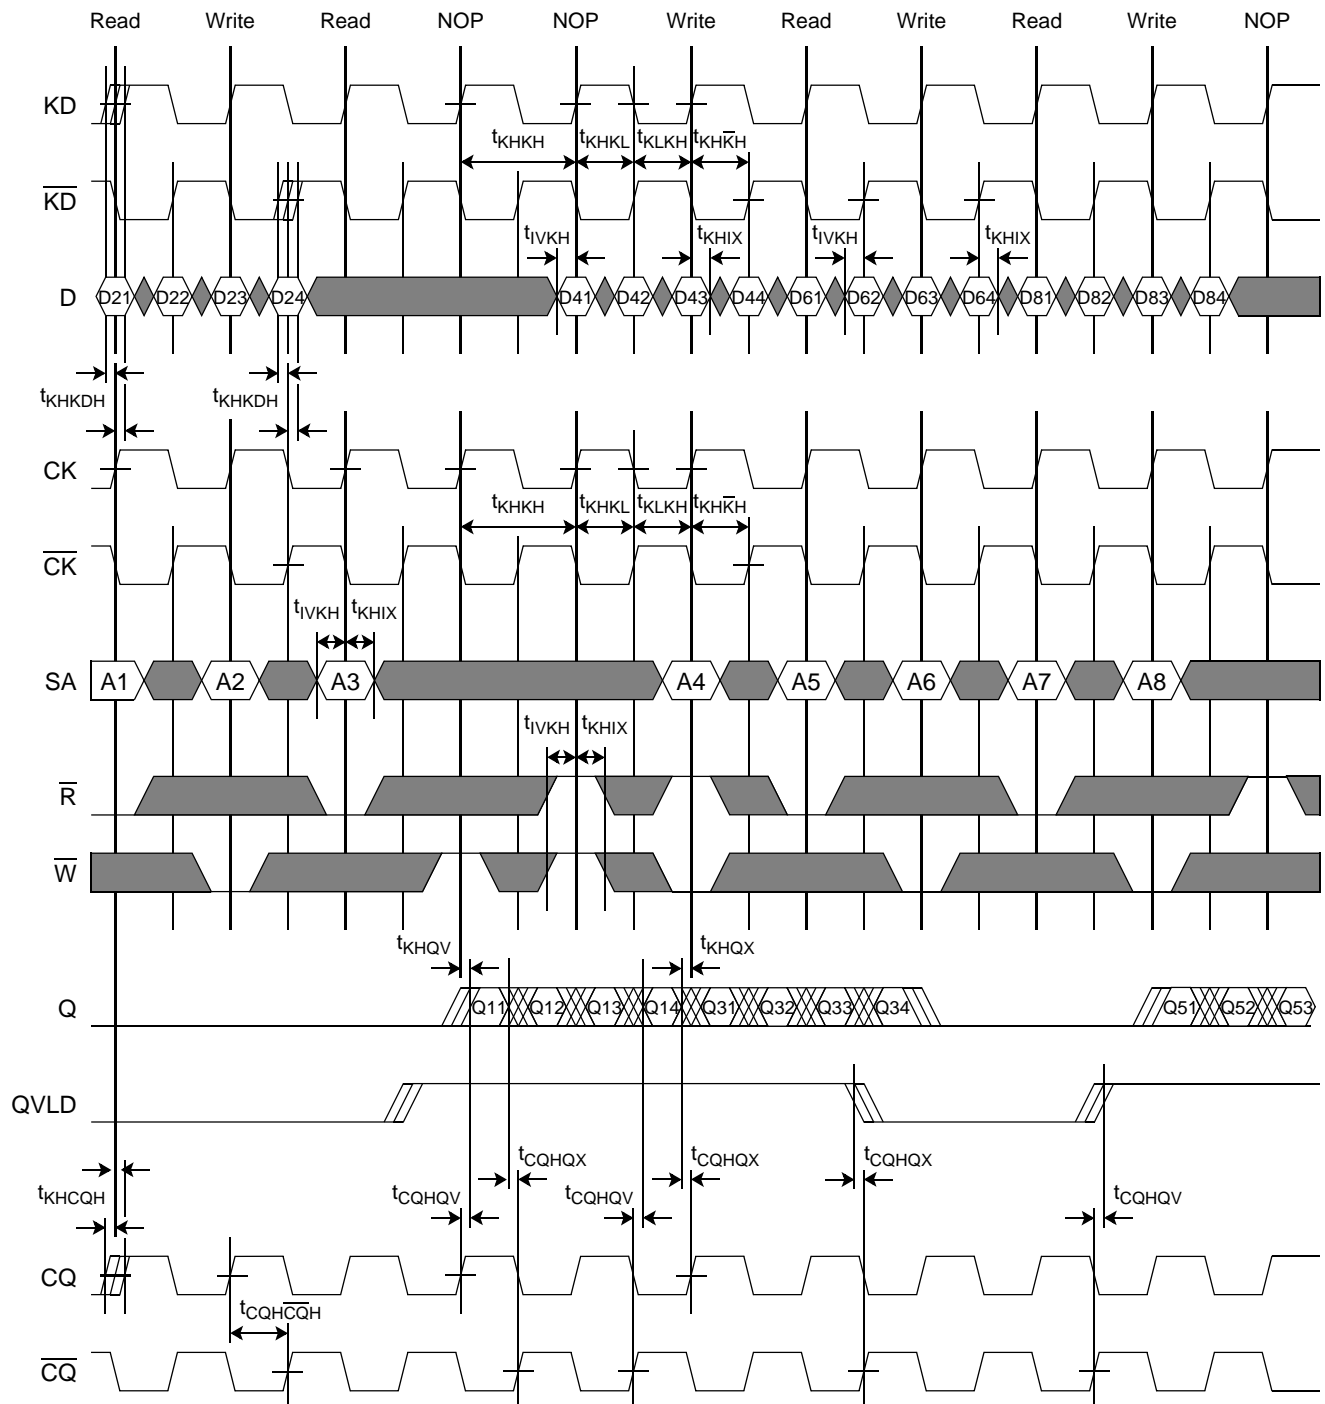 Read Write Read NOP NOP Write Read Write Read Write NOP
KD
tKHKH tKHKL tKLKH tKHK̅H
K̅D̅
tIVKH tKHIX tIVKH tKHIX
D D21 D22 D23 D24 D41 D42 D43 D44 D61 D62 D63 D64 D81 D82 D83 D84
tKHKDH tKHKDH
CK
tKHKH tKHKL tKLKH tKHK̅H
C̅K̅
tIVKH tKHIX
SA A1 A2 A3 A4 A5 A6 A7 A8
tIVKH tKHIX
R̅
W̅
tKHQV tKHQX
Q Q11 Q12 Q13 Q14 Q31 Q32 Q33 Q34 Q51 Q52 Q53
QVLD
tCQHQX tCQHQX tCQHQX
tKHCQH tCQHQV tCQHQV tCQHQV
CQ
tCQHC̅Q̅H
C̅Q̅